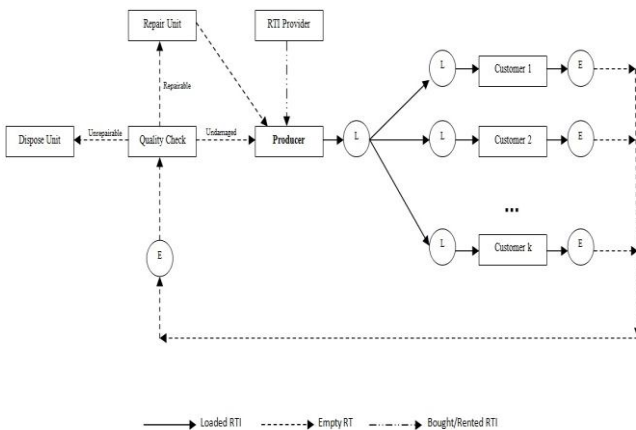 Repair Unit
RTI Provider
L
Customer 1
E
Repairable
Dispose Unit
Unrepairable
Quality Check
Undamaged
Producer
L
L
Customer 2
E
...
E
L
Customer k
E
Loaded RTI
Empty RT
Bought/Rented RTI